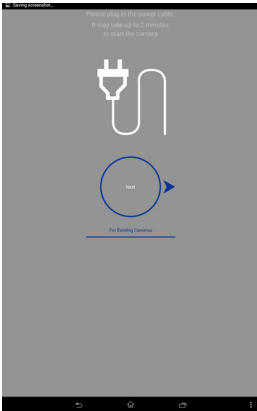 Saving screenshot...
Please plug in the power cable.
It may take up to 2 minutes
to start the camera
Next
For Existing Cameras